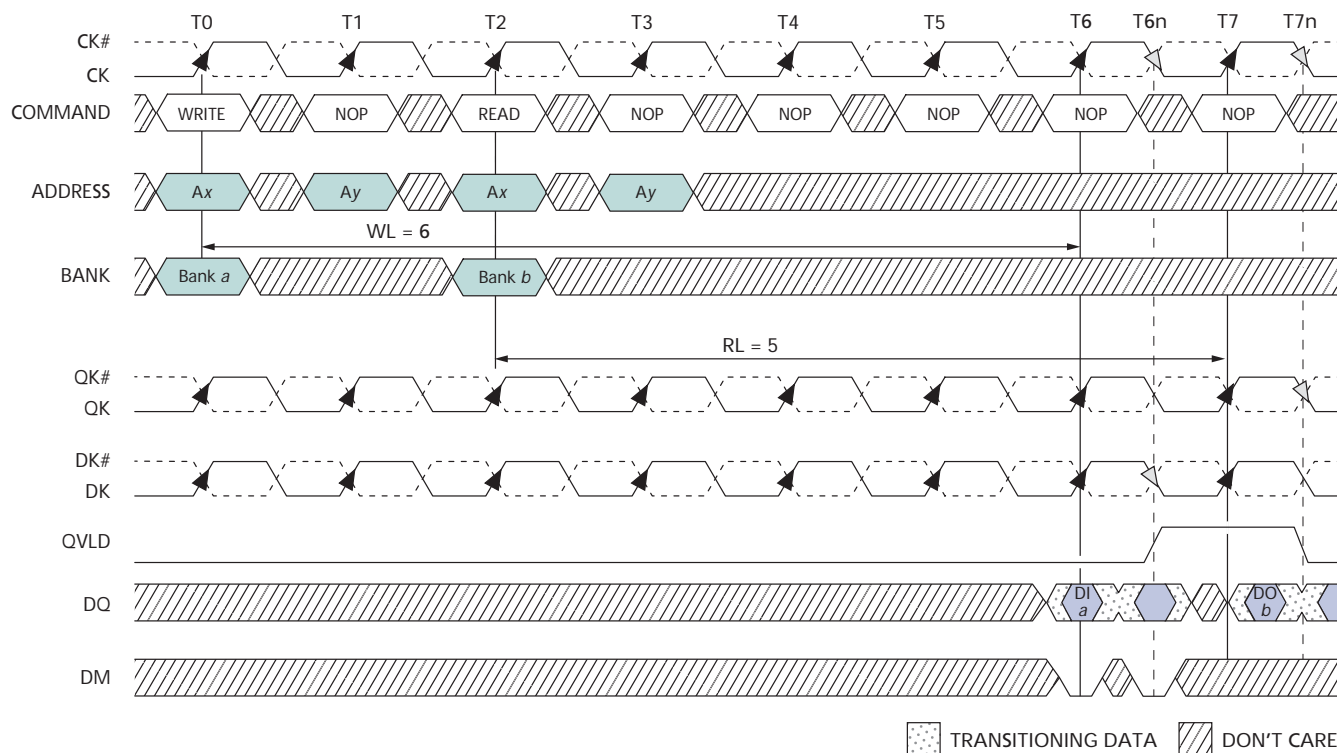 T0 T1 T2 T3 T4 T5 T6 T6n T7 T7n
CK#
CK
COMMAND WRITE NOP READ NOP NOP NOP NOP NOP
ADDRESS Ax Ay Ax Ay
WL = 6
BANK Bank a Bank b
RL = 5
QK#
QK
DK#
DK
QVLD
DQ DI a DO b
DM
TRANSITIONING DATA DON'T CARE